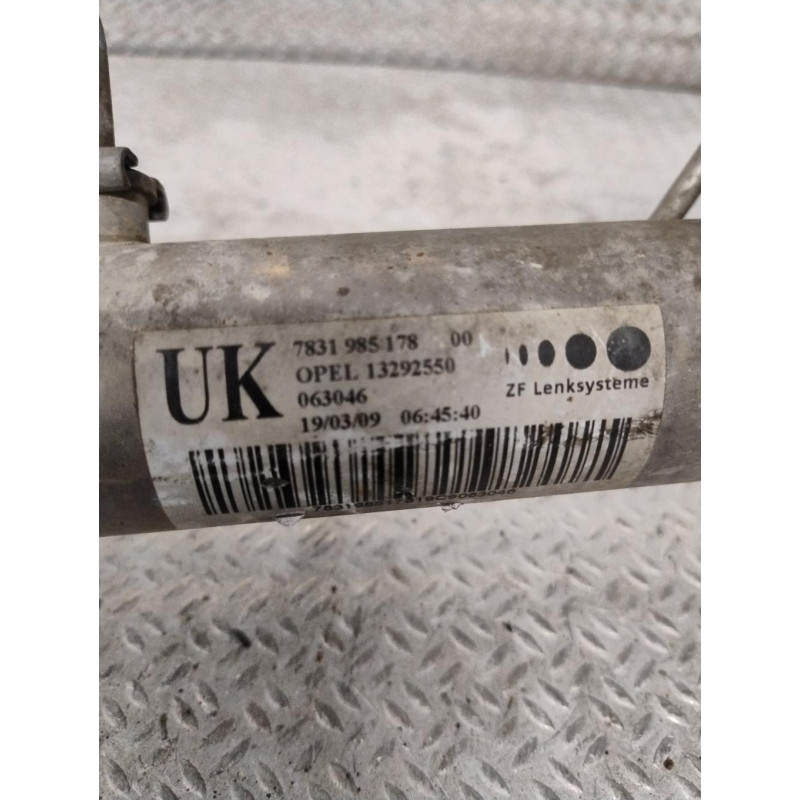 UK
7831 985 178 00
OPEL 13292550
063046
19/03/09 06:45:40
ZF Lenksysteme